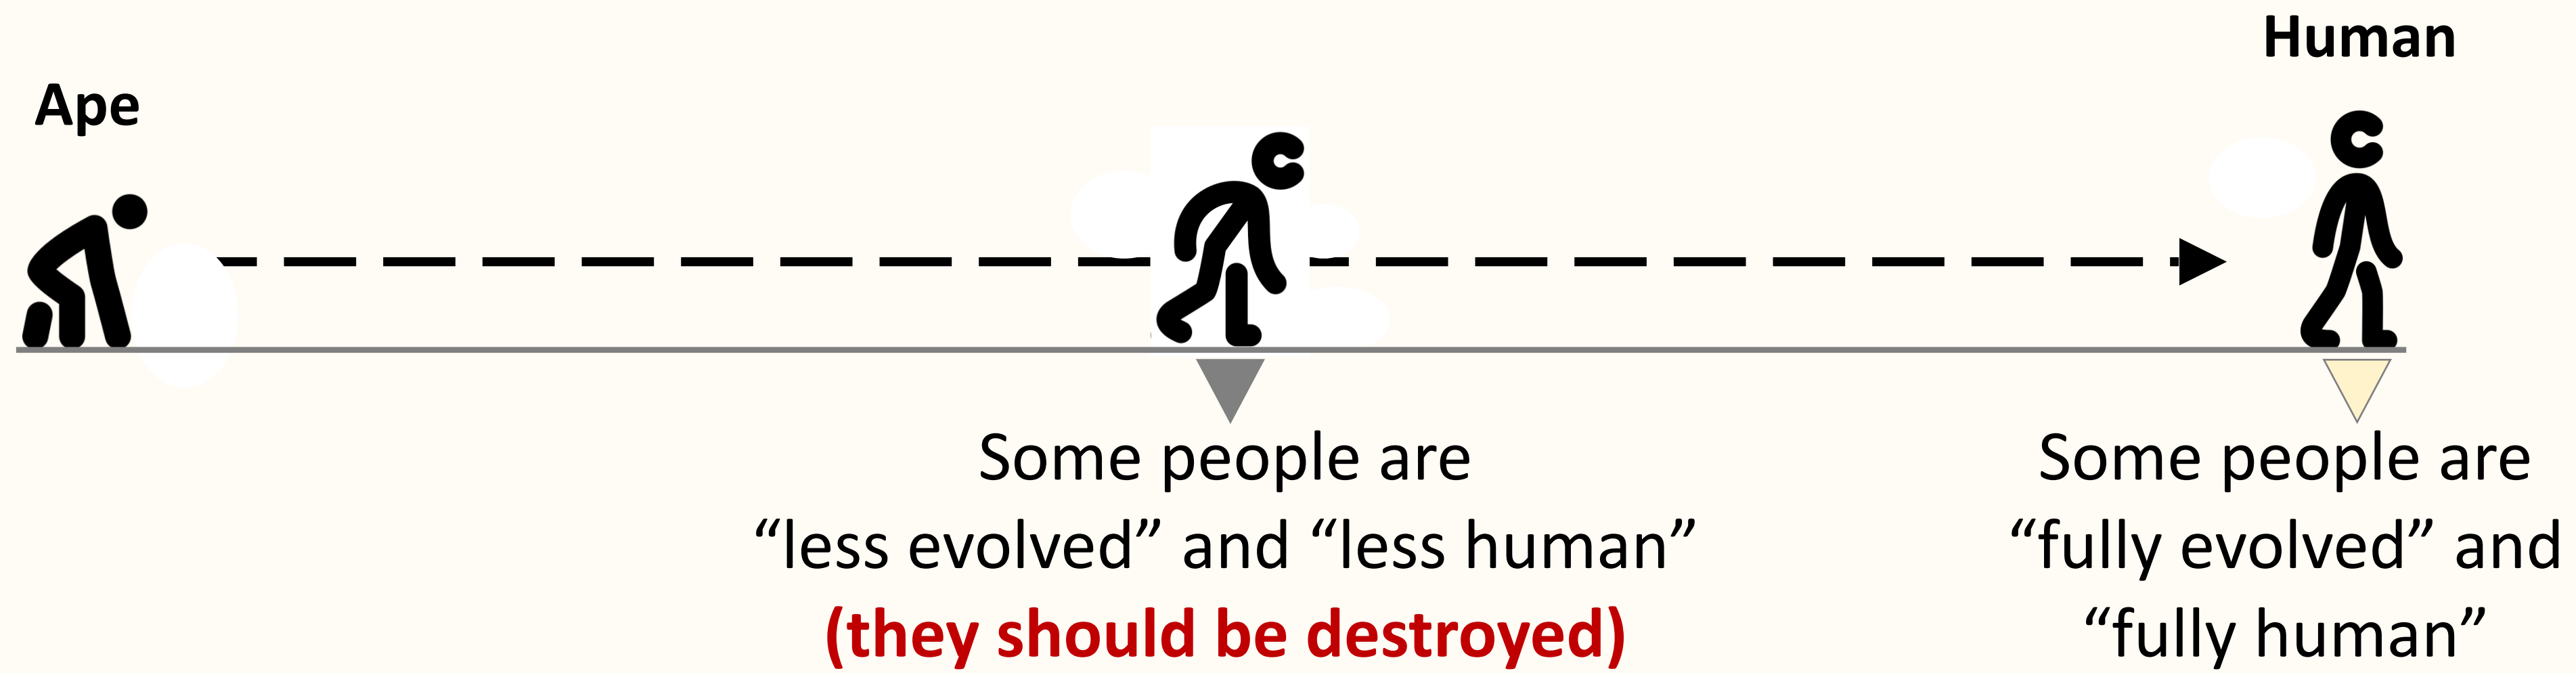 Ape
Human
Some people are
“less evolved” and “less human”
(they should be destroyed)
Some people are
“fully evolved” and
“fully human”